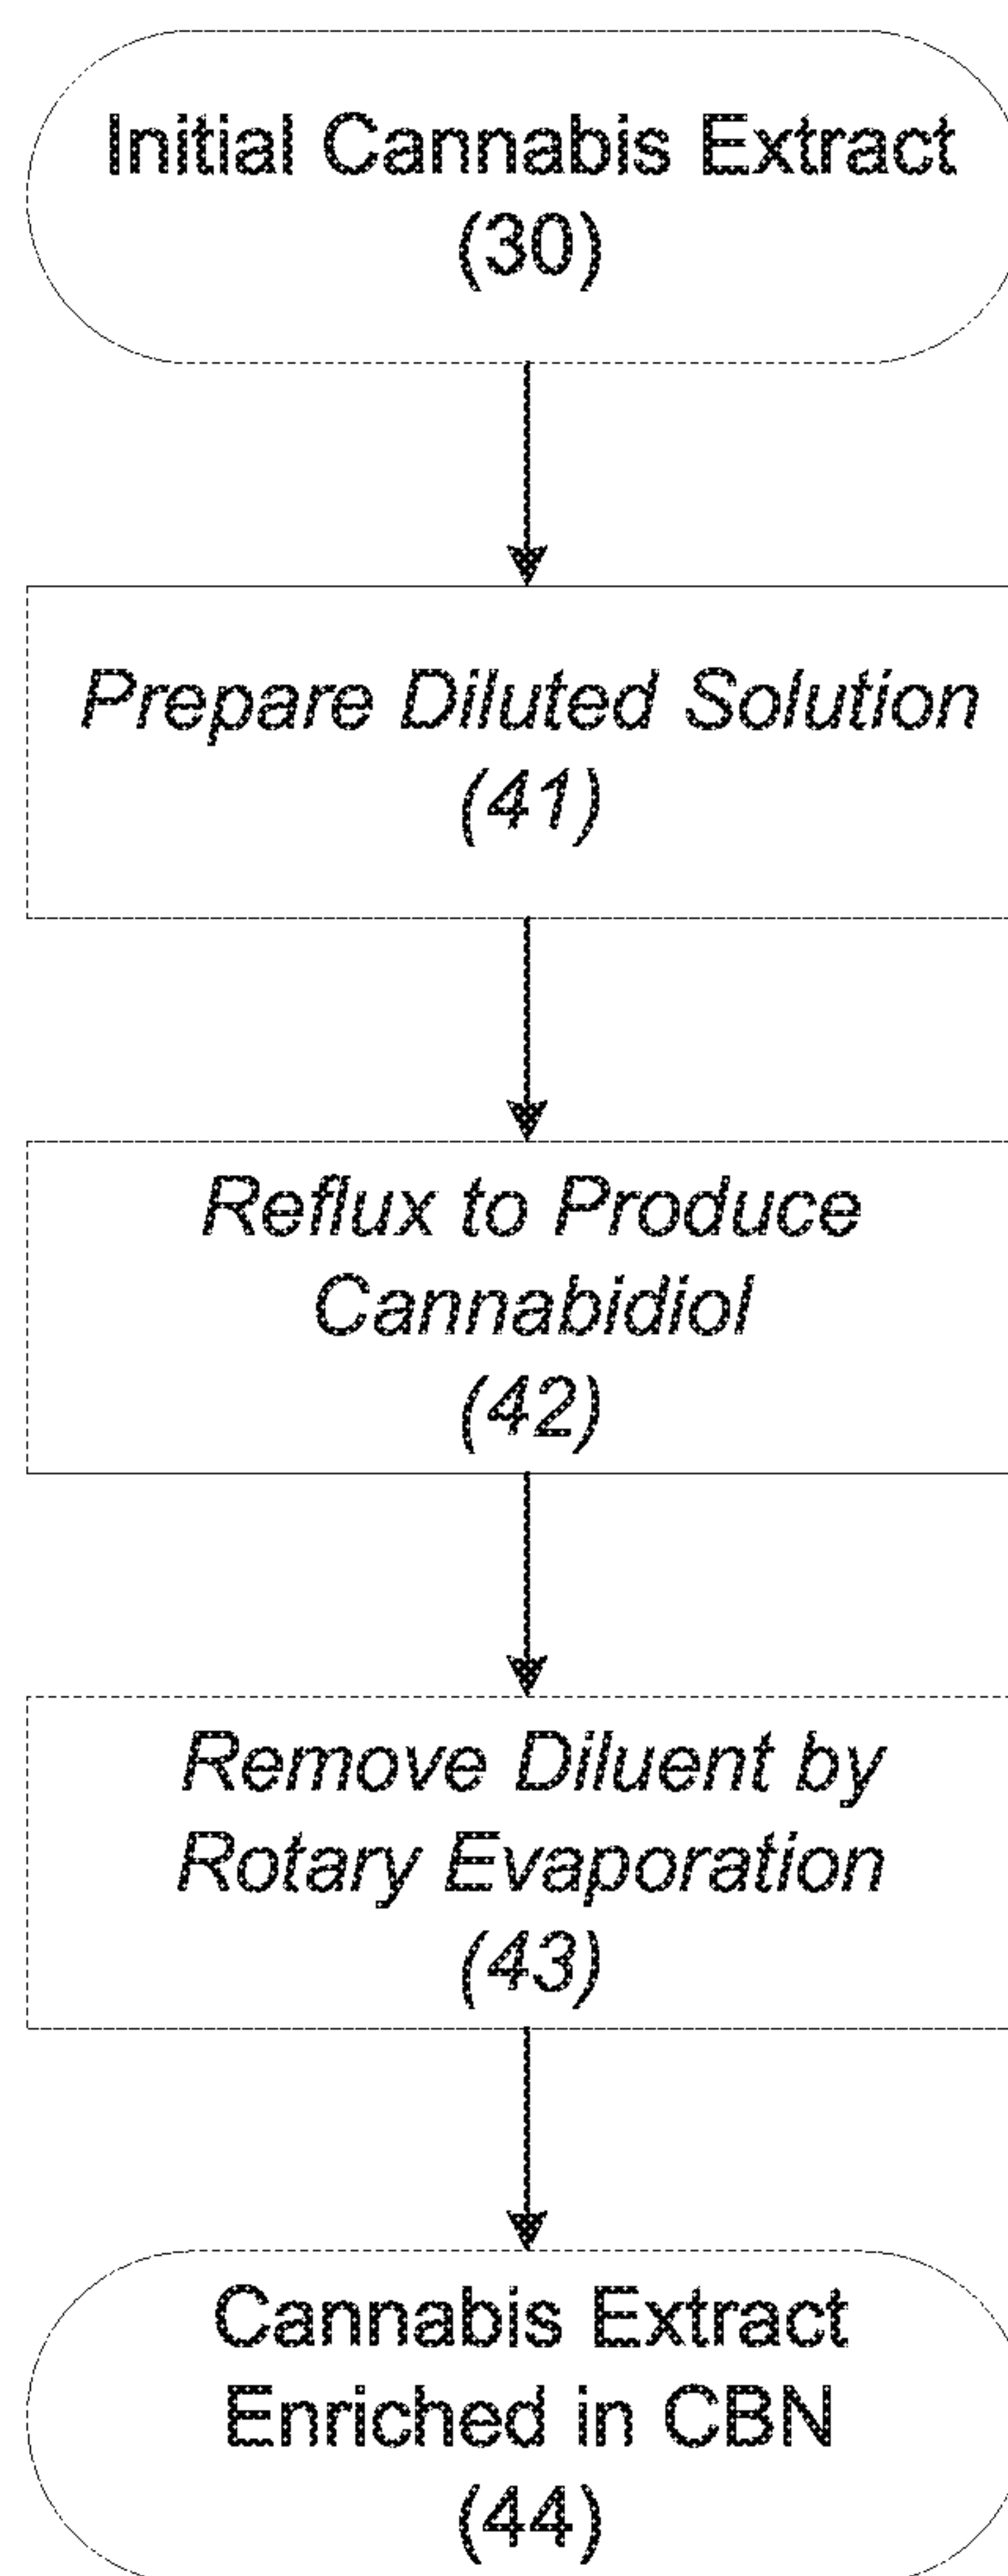 Initial Cannabis Extract
(30)
Prepare Diluted Solution
(41)
Reflux to Produce
Cannabidiol
(42)
Remove Diluent by
Rotary Evaporation
(43)
Cannabis Extract
Enriched in CBN
(44)